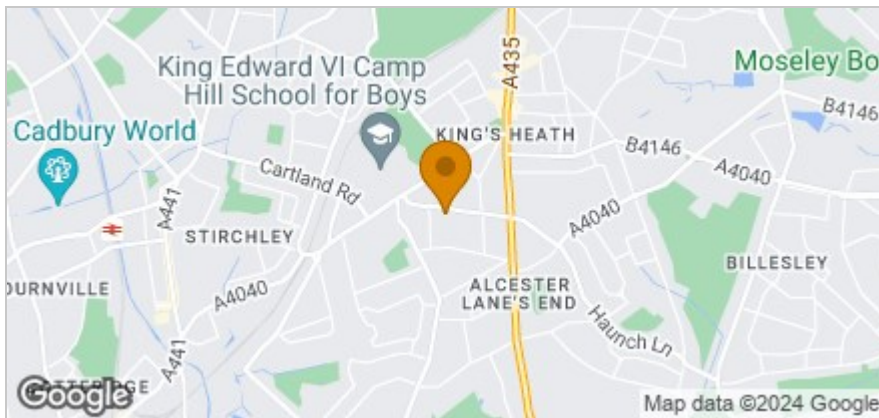 King Edward VI Camp
Hill School for Boys
A435
Moseley Bo
B4146
KING'S HEATH
B4146
Cadbury World
Cartland Rd
A4040
A441
STIRCHLEY
A4040
BILLESLEY
OURNVILLE
A4040
ALCESTER
LANE'S END
Haunch Ln
A441
Google
Map data ©2024 Google